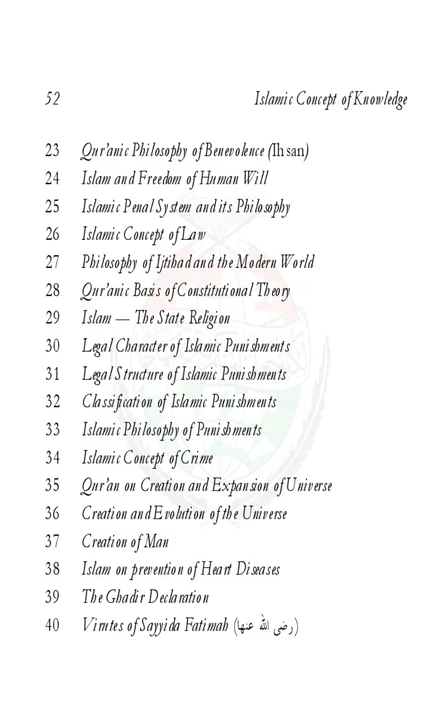 52 Islamic Concept of Knowledge
23 Qur’anic Philosophy of Benevolence (Ihsan)
24 Islam and Freedom of Human Will
25 Islamic Penal System and its Philosophy
26 Islamic Concept of Law
27 Philosophy of Ijtihad and the Modern World
28 Qur’anic Basis of Constitutional Theory
29 Islam — The State Religion
30 Legal Character of Islamic Punishments
31 Legal Structure of Islamic Punishments
32 Classification of Islamic Punishments
33 Islamic Philosophy of Punishments
34 Islamic Concept of Crime
35 Qur’an on Creation and Expansion of Universe
36 Creation and Evolution of the Universe
37 Creation of Man
38 Islam on prevention of Heart Diseases
39 The Ghadir Declaration
40 Virutes of Sayyida Fatimah (رضى الله عنها)